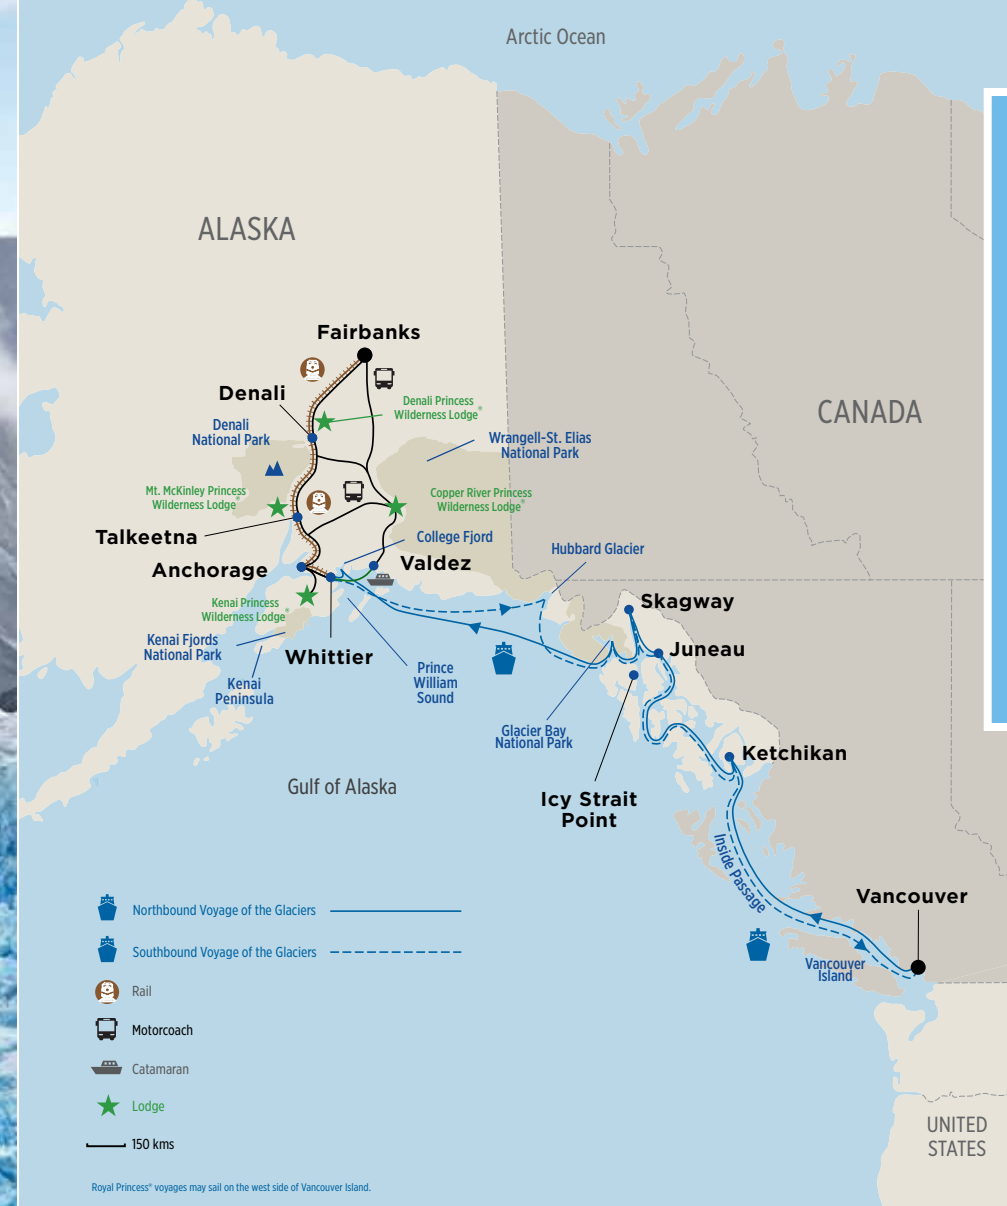 Arctic Ocean
ALASKA
Fairbanks
Denali
Denali
National Park
Denali Princess
Wilderness Lodge®
CANADA
Wrangell-St. Elias
National Park
Mt. McKinley Princess
Wilderness Lodge®
Copper River Princess
Wilderness Lodge®
Talkeetna
College Fjord
Hubbard Glacier
Anchorage
Valdez
Kenai Princess
Wilderness Lodge®
Skagway
Kenai Fjords
National Park
Whittier
Juneau
Prince
William
Sound
Kenai
Peninsula
Glacier Bay
National Park
Ketchikan
Gulf of Alaska
Icy Strait
Point
Inside Passage
Vancouver
Vancouver
Island
Northbound Voyage of the Glaciers
Southbound Voyage of the Glaciers
Rail
Motorcoach
Catamaran
Lodge
150 kms
UNITED
STATES
Royal Princess® voyages may sail on the west side of Vancouver Island.